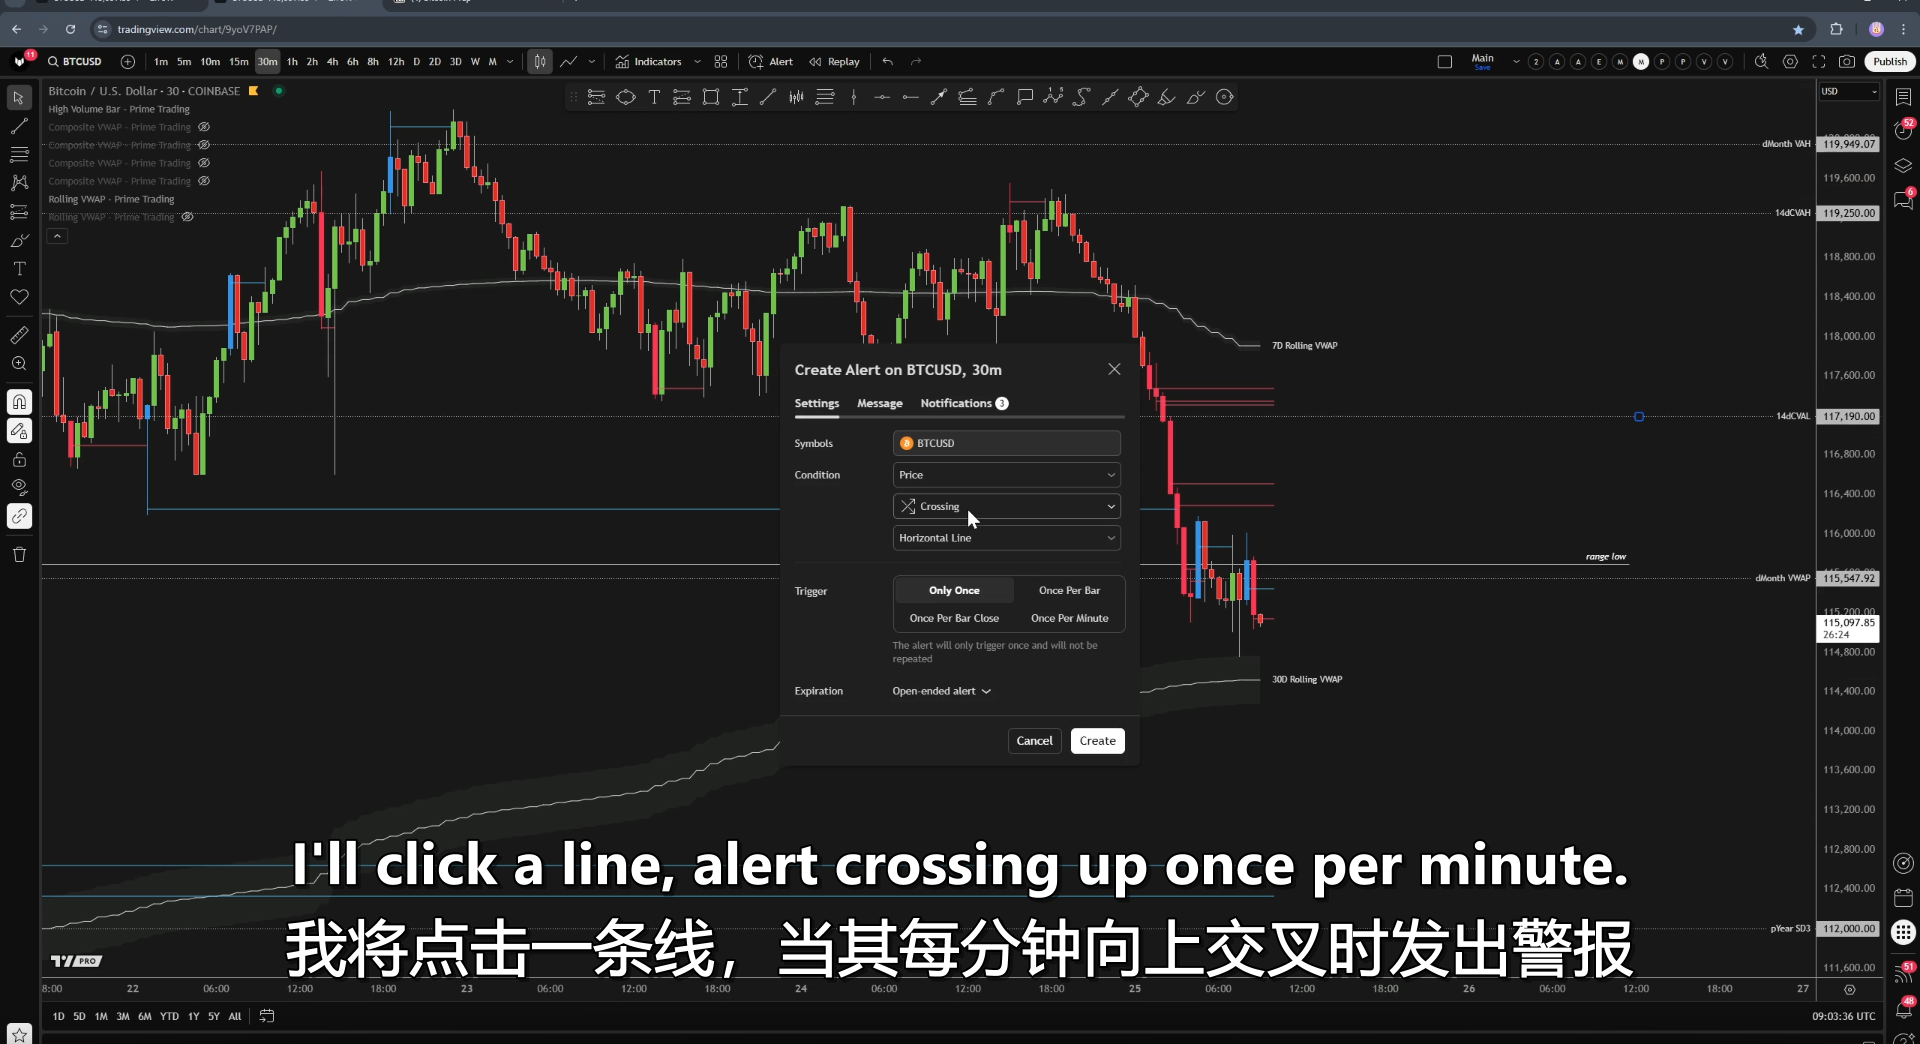 tradingview.com/chart/9yoV7PAP/
11
BTCUSD
1m 5m 10m 15m 30m 1h 2h 4h 6h 8h 12h D 2D 3D W M
Indicators
Alert
Replay
Main
Save
2 A A E M M P P V V
Publish
Bitcoin / U.S. Dollar · 30 · COINBASE
High Volume Bar - Prime Trading
Composite VWAP - Prime Trading
Composite VWAP - Prime Trading
Composite VWAP - Prime Trading
Composite VWAP - Prime Trading
Rolling VWAP - Prime Trading
Rolling VWAP - Prime Trading
USD
52
6
dMonth VAH 119,949.07
119,600.00
14dCVAH 119,250.00
118,800.00
118,400.00
118,000.00
7D Rolling VWAP
117,600.00
14dCVAL 117,190.00
116,800.00
116,400.00
116,000.00
range low
dMonth VWAP 115,547.92
115,200.00
115,097.85
26:24
114,800.00
30D Rolling VWAP
114,400.00
114,000.00
113,600.00
113,200.00
112,800.00
112,400.00
pYear SD3 112,000.00
111,600.00
Create Alert on BTCUSD, 30m
Settings Message Notifications 3
Symbols BTCUSD
Condition Price
Crossing
Horizontal Line
Trigger Only Once Once Per Bar
Once Per Bar Close Once Per Minute
The alert will only trigger once and will not be
repeated
Expiration Open-ended alert
Cancel Create
I'll click a line, alert crossing up once per minute.
我将点击一条线，当其每分钟向上交叉时发出警报
PRO
8:00 22 06:00 12:00 18:00 23 06:00 12:00 18:00 24 06:00 12:00 18:00 25 06:00 12:00 18:00 26 06:00 12:00 18:00 27
1D 5D 1M 3M 6M YTD 1Y 5Y All
09:03:36 UTC
51
48